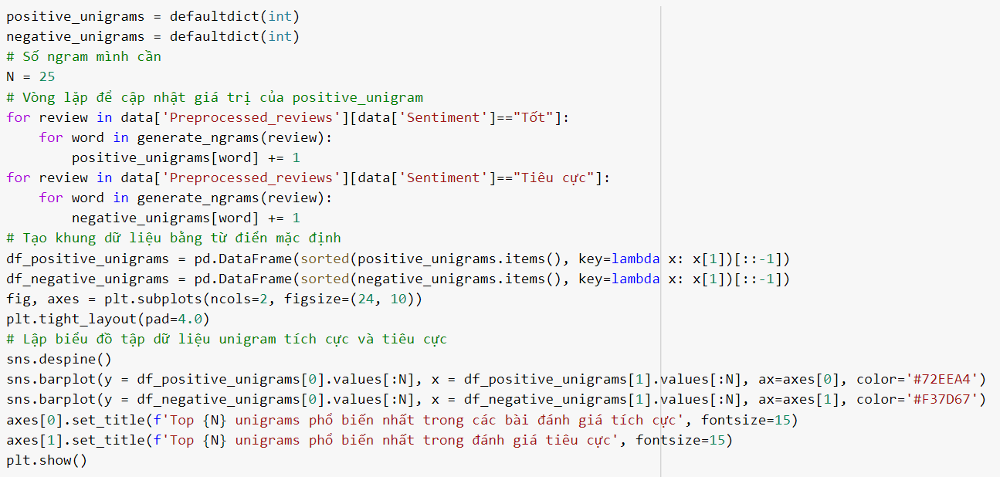 positive_unigrams = defaultdict(int)
negative_unigrams = defaultdict(int)
# Số ngram mình cần
N = 25
# Vòng lặp để cập nhật giá trị của positive_unigram
for review in data['Preprocessed_reviews'][data['Sentiment']=="Tốt"]:
    for word in generate_ngrams(review):
        positive_unigrams[word] += 1
for review in data['Preprocessed_reviews'][data['Sentiment']=="Tiêu cực"]:
    for word in generate_ngrams(review):
        negative_unigrams[word] += 1
# Tạo khung dữ liệu bằng từ điển mặc định
df_positive_unigrams = pd.DataFrame(sorted(positive_unigrams.items(), key=lambda x: x[1])[::-1])
df_negative_unigrams = pd.DataFrame(sorted(negative_unigrams.items(), key=lambda x: x[1])[::-1])
fig, axes = plt.subplots(ncols=2, figsize=(24, 10))
plt.tight_layout(pad=4.0)
# Lập biểu đồ tập dữ liệu unigram tích cực và tiêu cực
sns.despine()
sns.barplot(y = df_positive_unigrams[0].values[:N], x = df_positive_unigrams[1].values[:N], ax=axes[0], color='#72EEA4')
sns.barplot(y = df_negative_unigrams[0].values[:N], x = df_negative_unigrams[1].values[:N], ax=axes[1], color='#F37D67')
axes[0].set_title(f'Top {N} unigrams phổ biến nhất trong các bài đánh giá tích cực', fontsize=15)
axes[1].set_title(f'Top {N} unigrams phổ biến nhất trong đánh giá tiêu cực', fontsize=15)
plt.show()